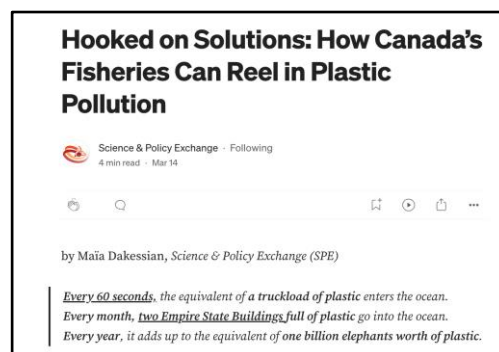 Hooked on Solutions: How Canada's
Fisheries Can Reel in Plastic
Pollution
Science & Policy Exchange · Following
4 min read · Mar 14
by Maïa Dakessian, Science & Policy Exchange (SPE)
Every 60 seconds, the equivalent of a truckload of plastic enters the ocean.
Every month, two Empire State Buildings full of plastic go into the ocean.
Every year, it adds up to the equivalent of one billion elephants worth of plastic.